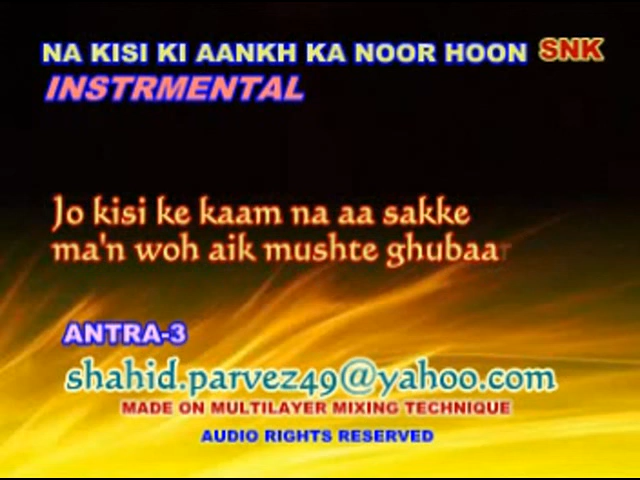 NA KISI KI AANKH KA NOOR HOON SNK
INSTRMENTAL
Jo kisi ke kaam na aa sakke
ma'n woh aik mushte ghubaar
ANTRA-3
shahid.parvez49@yahoo.com
MADE ON MULTILAYER MIXING TECHNIQUE
AUDIO RIGHTS RESERVED